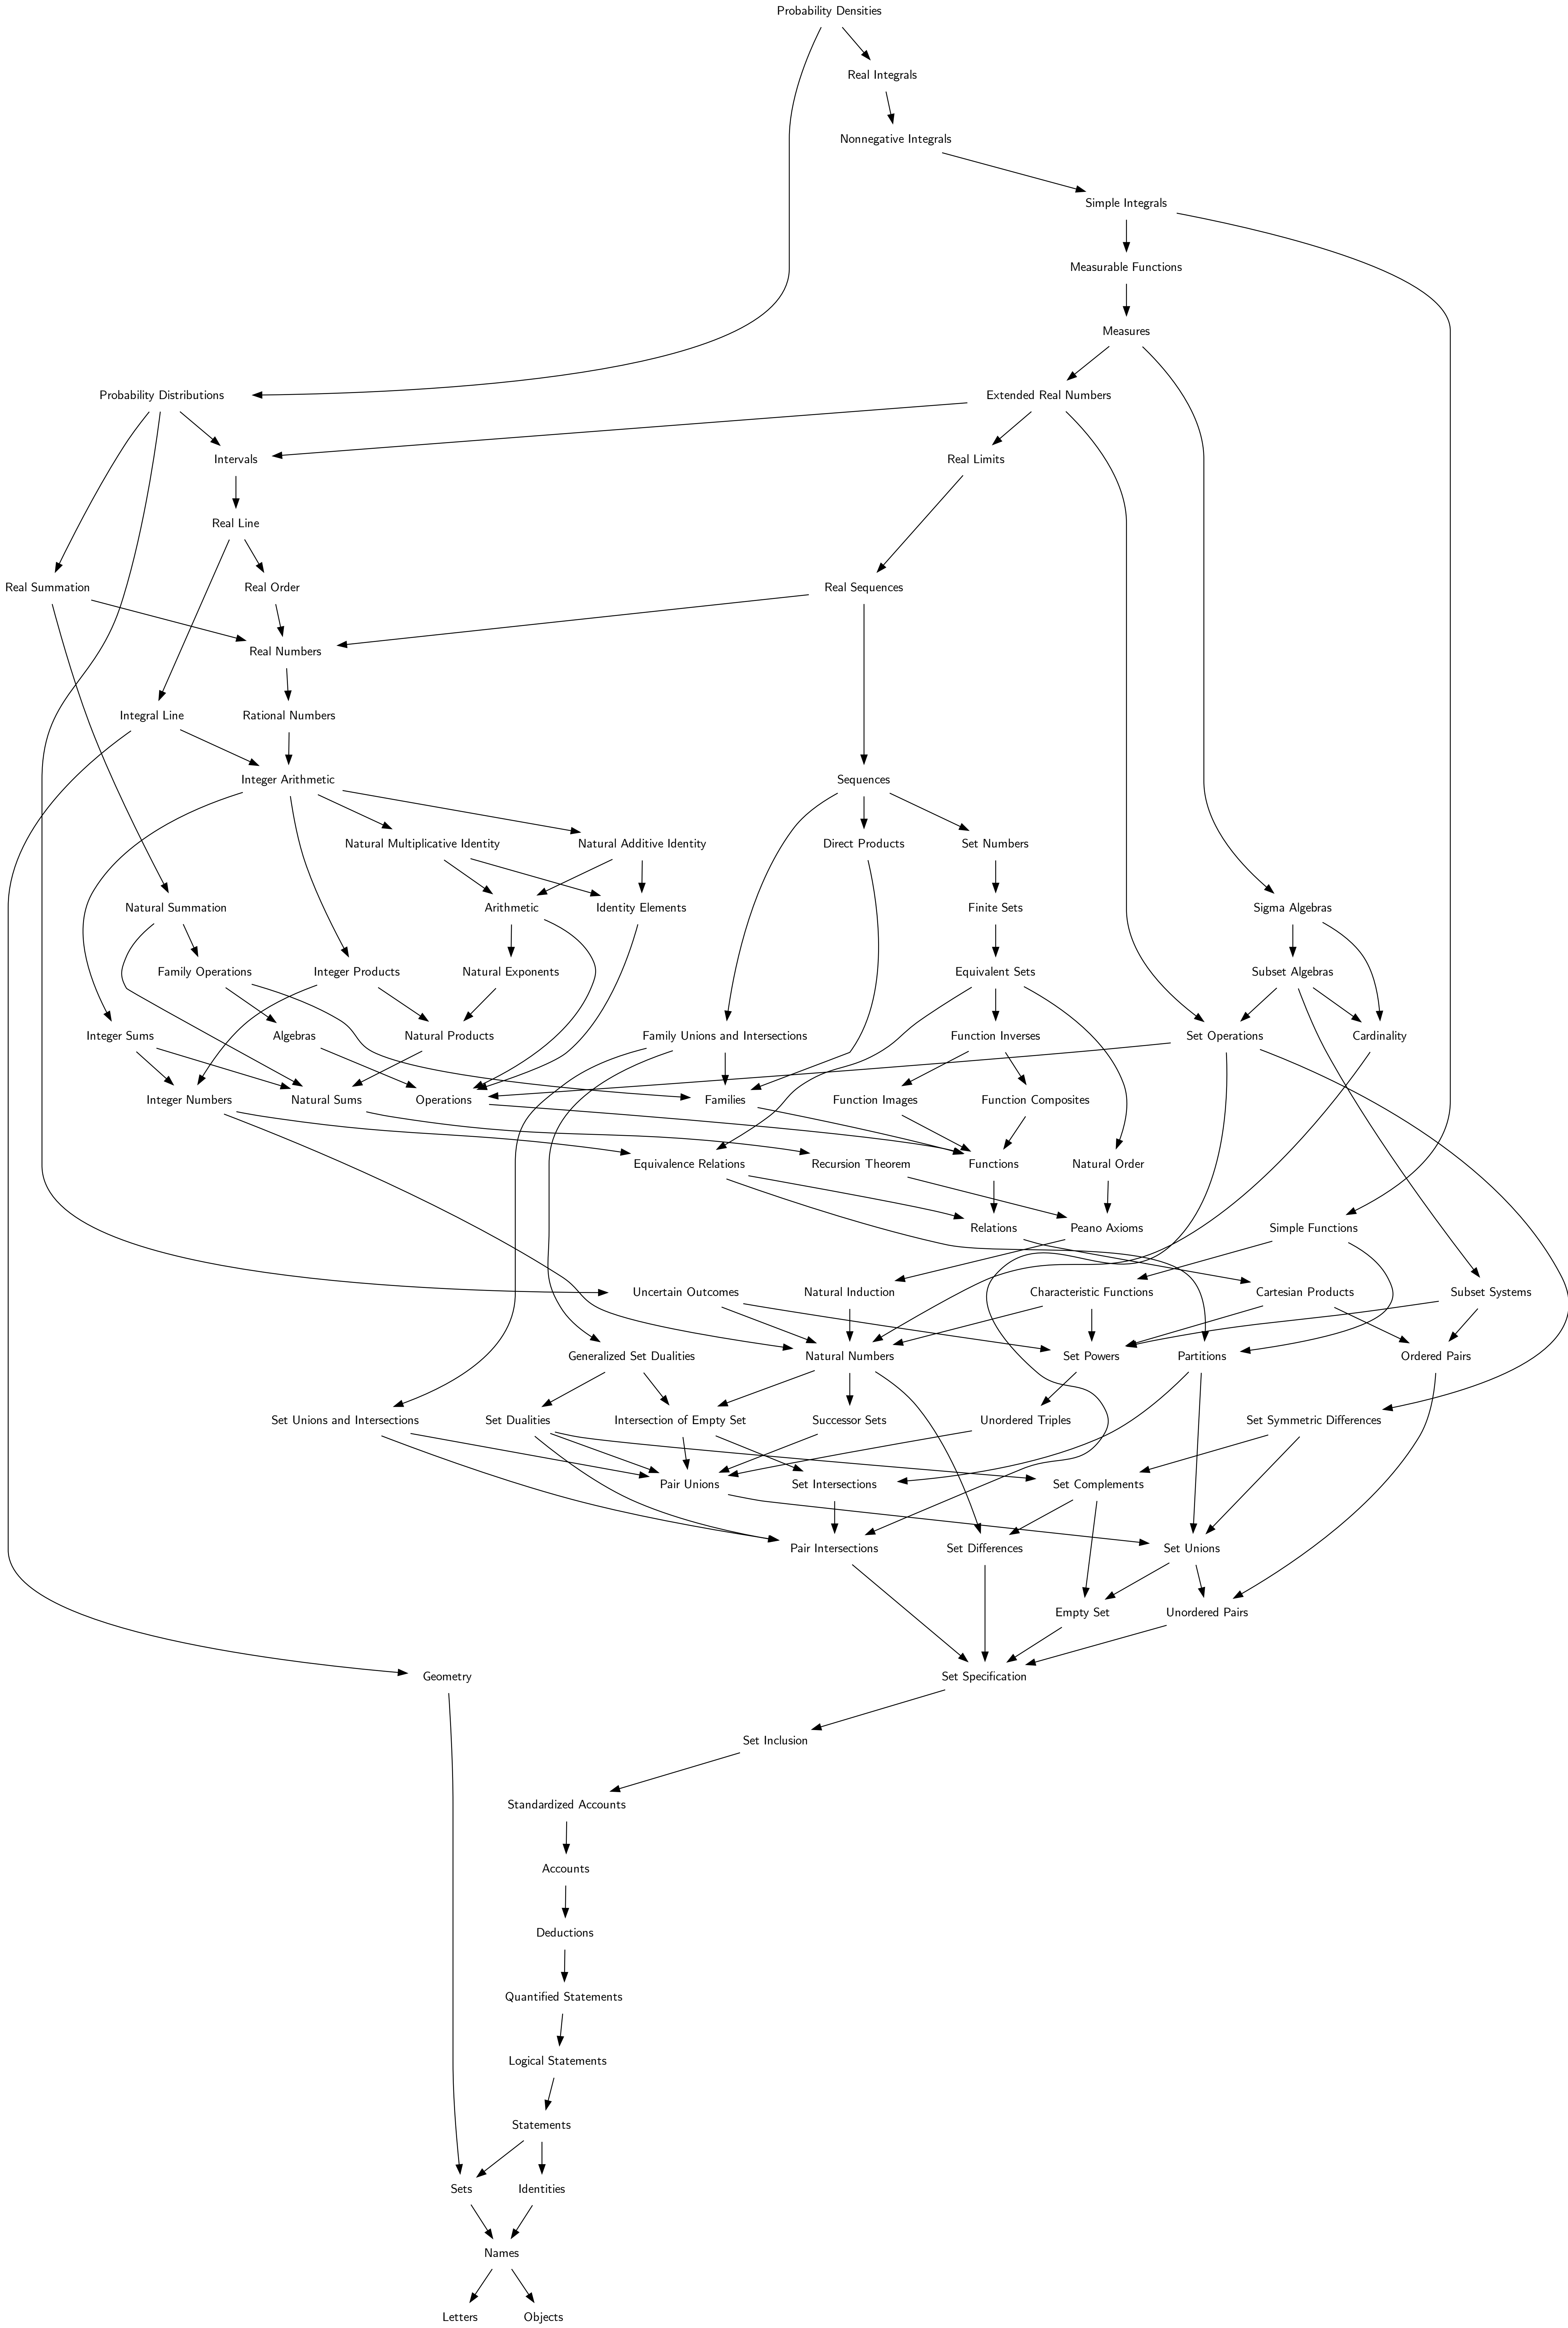 Probability Densities
Real Integrals
Nonnegative Integrals
Simple Integrals
Measurable Functions
Measures
Probability Distributions
Extended Real Numbers
Intervals
Real Limits
Real Line
Real Summation
Real Order
Real Sequences
Real Numbers
Integral Line
Rational Numbers
Integer Arithmetic
Sequences
Natural Multiplicative Identity
Natural Additive Identity
Direct Products
Set Numbers
Natural Summation
Arithmetic
Identity Elements
Finite Sets
Sigma Algebras
Family Operations
Integer Products
Natural Exponents
Equivalent Sets
Subset Algebras
Integer Sums
Algebras
Natural Products
Family Unions and Intersections
Function Inverses
Set Operations
Cardinality
Integer Numbers
Natural Sums
Operations
Families
Function Images
Function Composites
Equivalence Relations
Recursion Theorem
Functions
Natural Order
Relations
Peano Axioms
Simple Functions
Uncertain Outcomes
Natural Induction
Characteristic Functions
Cartesian Products
Subset Systems
Generalized Set Dualities
Natural Numbers
Set Powers
Partitions
Ordered Pairs
Set Unions and Intersections
Set Dualities
Intersection of Empty Set
Successor Sets
Unordered Triples
Set Symmetric Differences
Pair Unions
Set Intersections
Set Complements
Pair Intersections
Set Differences
Set Unions
Empty Set
Unordered Pairs
Geometry
Set Specification
Set Inclusion
Standardized Accounts
Accounts
Deductions
Quantified Statements
Logical Statements
Statements
Sets
Identities
Names
Letters
Objects